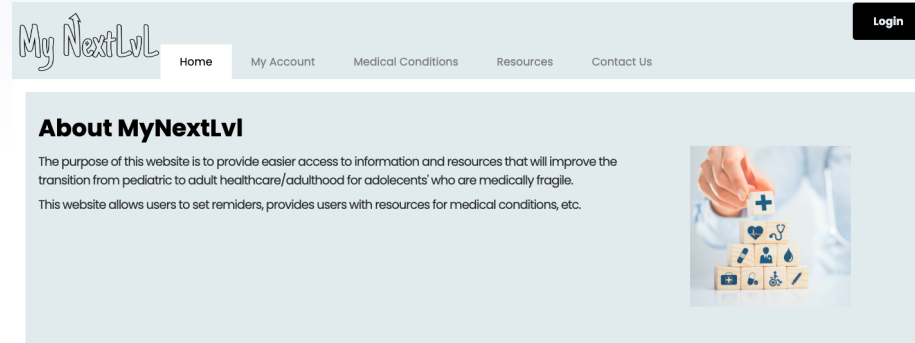 My NextLvL
Login
Home
My Account
Medical Conditions
Resources
Contact Us
About MyNextLvl
The purpose of this website is to provide easier access to information and resources that will improve the
transition from pediatric to adult healthcare/adulthood for adolecents' who are medically fragile.
This website allows users to set remiders, provides users with resources for medical conditions, etc.